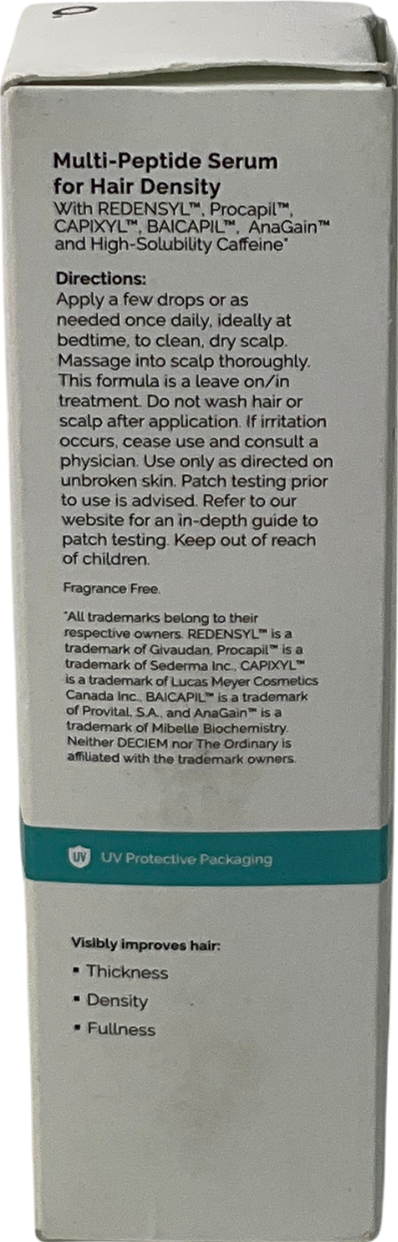 Multi-Peptide Serum
for Hair Density
With REDENSYL™, Procapil™,
CAPIXYL™, BAICAPIL™, AnaGain™
and High-Solubility Caffeine*
Directions:
Apply a few drops or as
needed once daily, ideally at
bedtime, to clean, dry scalp.
Massage into scalp thoroughly.
This formula is a leave on/in
treatment. Do not wash hair or
scalp after application. If irritation
occurs, cease use and consult a
physician. Use only as directed on
unbroken skin. Patch testing prior
to use is advised. Refer to our
website for an in-depth guide to
patch testing. Keep out of reach
of children.
Fragrance Free.
*All trademarks belong to their
respective owners. REDENSYL™ is a
trademark of Givaudan, Procapil™ is a
trademark of Sederma Inc., CAPIXYL™
is a trademark of Lucas Meyer Cosmetics
Canada Inc., BAICAPIL™ is a trademark
of Provital, S.A., and AnaGain™ is a
trademark of Mibelle Biochemistry.
Neither DECIEM nor The Ordinary is
affiliated with the trademark owners.
UV UV Protective Packaging
Visibly improves hair:
▪ Thickness
▪ Density
▪ Fullness